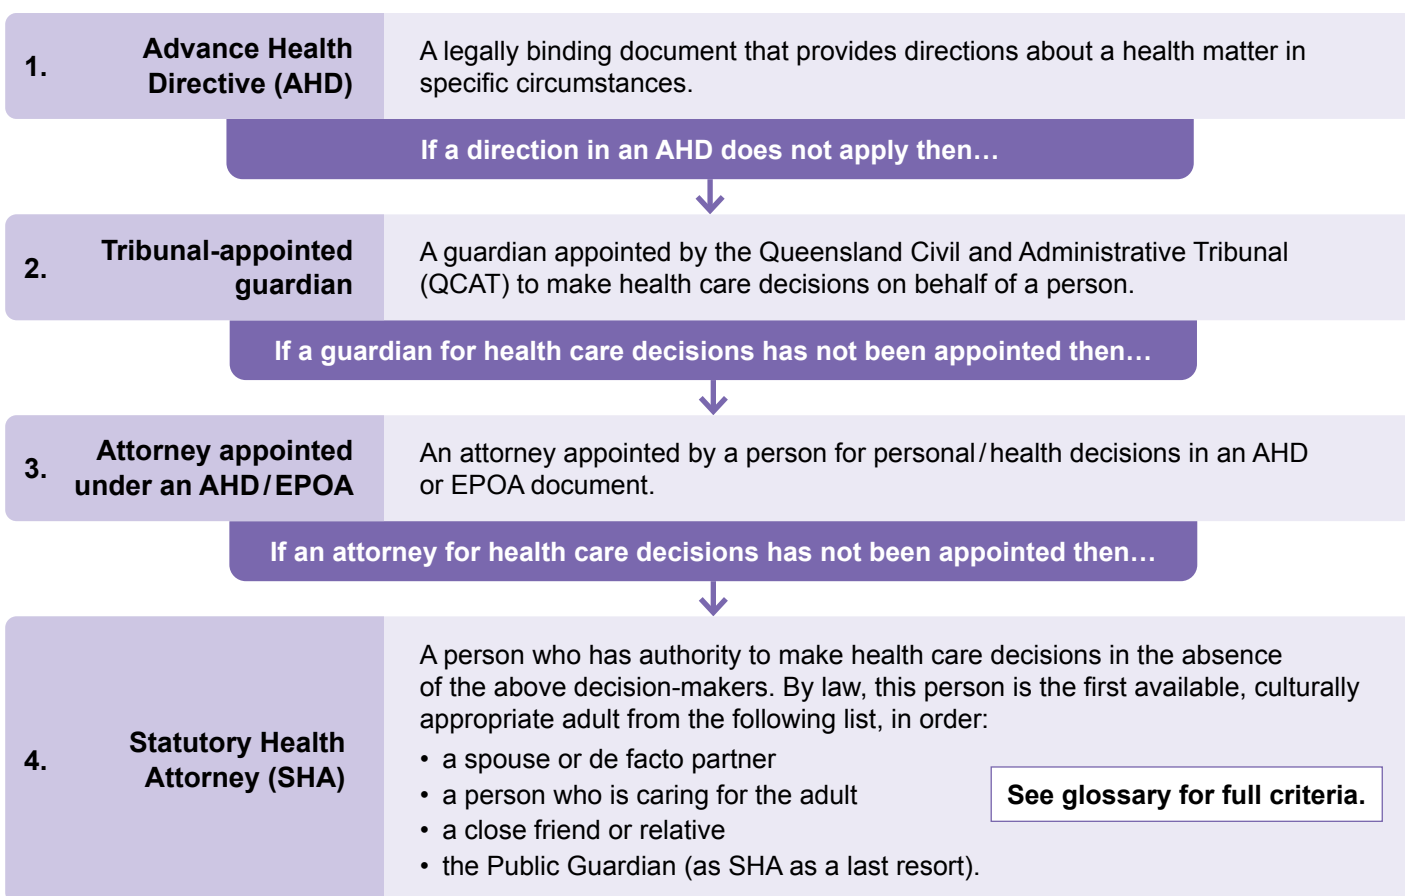 1.
Advance Health
Directive (AHD)
A legally binding document that provides directions about a health matter in
specific circumstances.
If a direction in an AHD does not apply then…
2.
Tribunal-appointed
guardian
A guardian appointed by the Queensland Civil and Administrative Tribunal
(QCAT) to make health care decisions on behalf of a person.
If a guardian for health care decisions has not been appointed then…
3.
Attorney appointed
under an AHD/EPOA
An attorney appointed by a person for personal/health decisions in an AHD
or EPOA document.
If an attorney for health care decisions has not been appointed then…
4.
Statutory Health
Attorney (SHA)
A person who has authority to make health care decisions in the absence
of the above decision-makers. By law, this person is the first available, culturally
appropriate adult from the following list, in order:
• a spouse or de facto partner
• a person who is caring for the adult
• a close friend or relative
• the Public Guardian (as SHA as a last resort).
See glossary for full criteria.